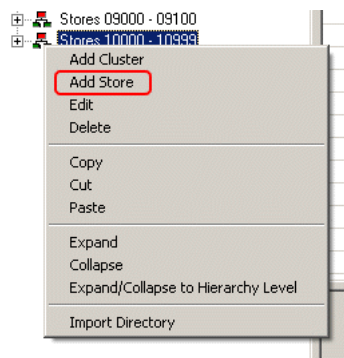 Stores 09000 - 09100
Stores 10000 - 10999
Add Cluster
Add Store
Edit
Delete
Copy
Cut
Paste
Expand
Collapse
Expand/Collapse to Hierarchy Level
Import Directory